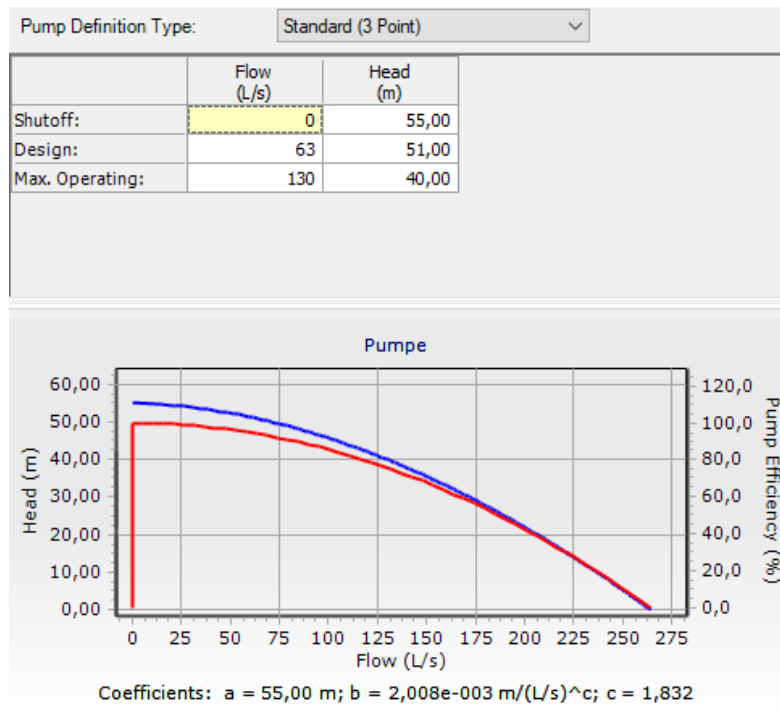 Pump Definition Type: Standard (3 Point)
Flow (L/s) Head (m)
Shutoff: 0 55,00
Design: 63 51,00
Max. Operating: 130 40,00
Pumpe
60,00
50,00
40,00
30,00
20,00
10,00
0,00
Head (m)
120,0
100,0
80,0
60,0
40,0
20,0
0,0
Pump Efficiency (%)
0 25 50 75 100 125 150 175 200 225 250 275
Flow (L/s)
Coefficients: a = 55,00 m; b = 2,008e-003 m/(L/s)^c; c = 1,832